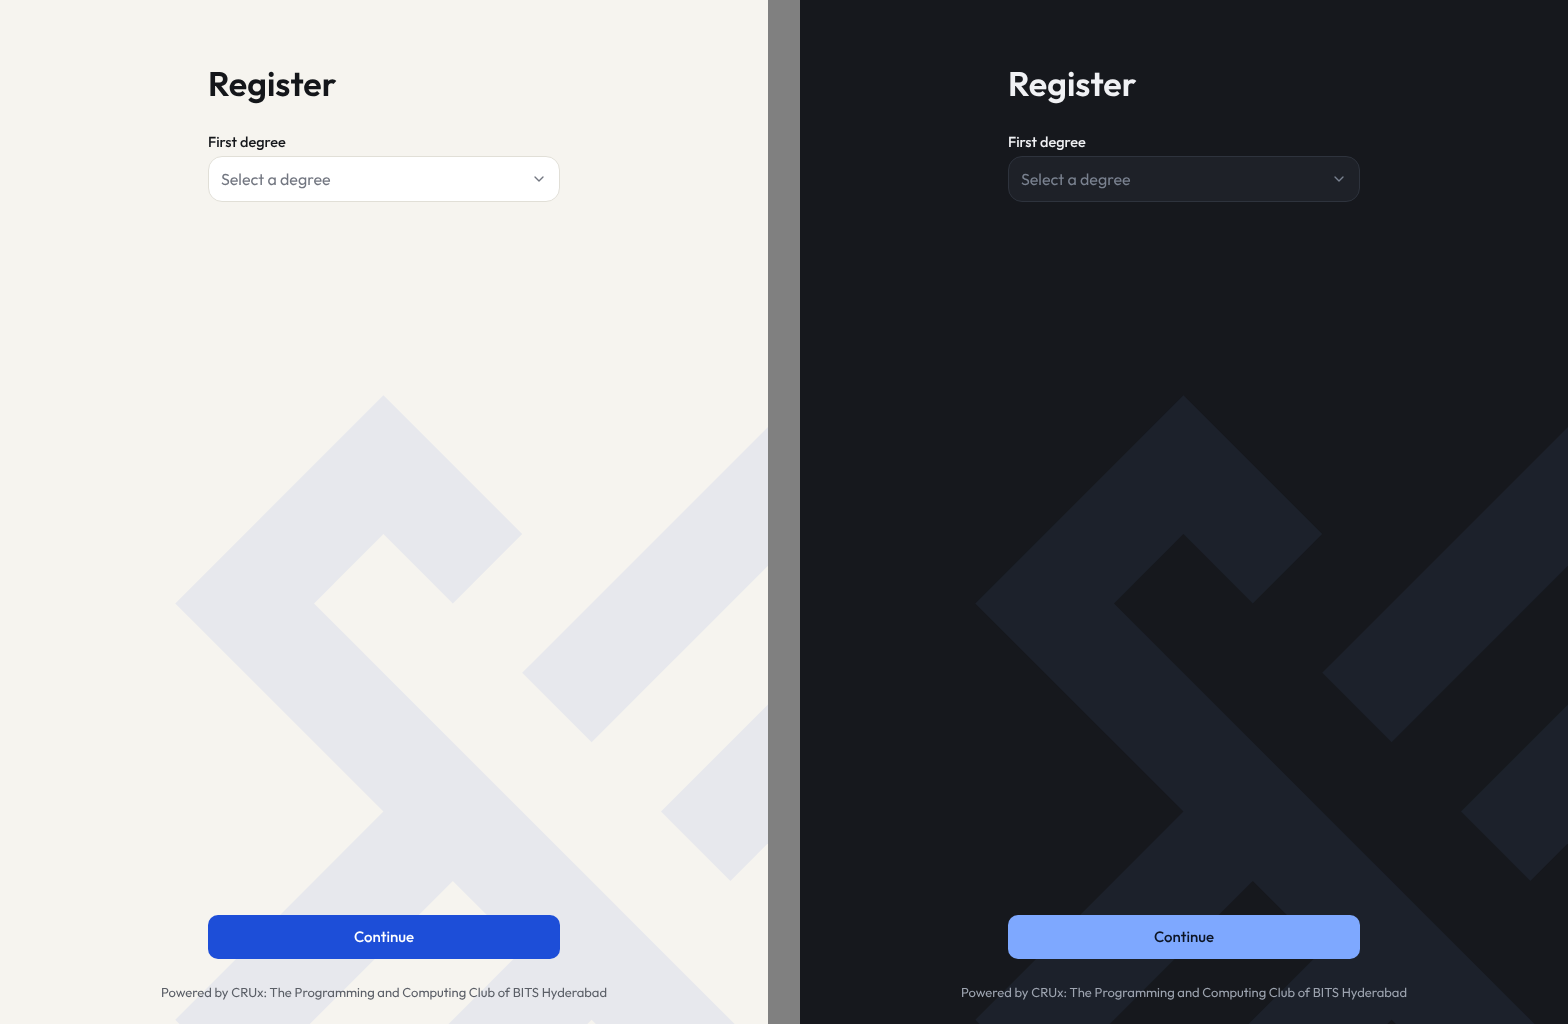 Register
First degree
Select a degree
Continue
Powered by CRUx: The Programming and Computing Club of BITS Hyderabad
Register
First degree
Select a degree
Continue
Powered by CRUx: The Programming and Computing Club of BITS Hyderabad